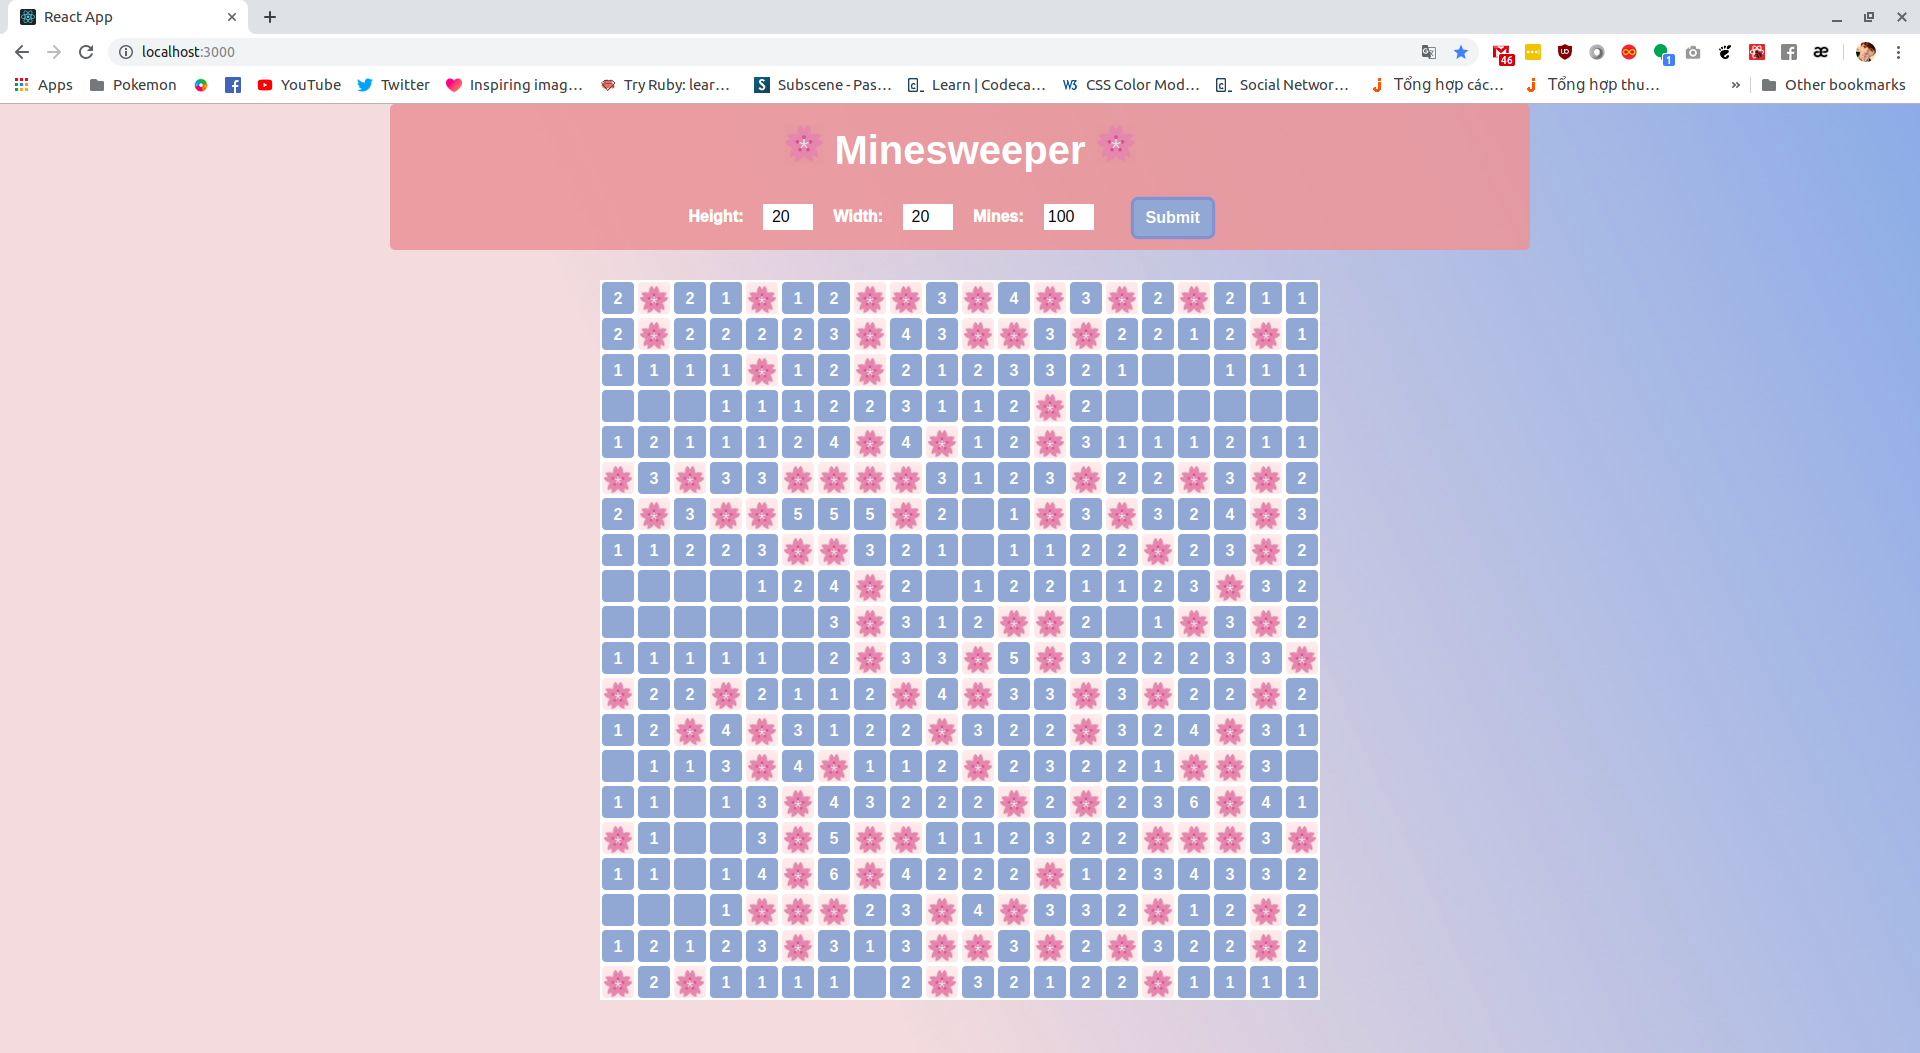 React App
localhost:3000
46
1
Apps Pokemon YouTube Twitter Inspiring imag… Try Ruby: lear… Subscene - Pas… Learn | Codeca… CSS Color Mod… Social Networ… Tổng hợp các… Tổng hợp thu… » Other bookmarks
Minesweeper
Height: 20 Width: 20 Mines: 100 Submit
2 2 1 1 2 3 4 3 2 2 1 1
2 2 2 2 2 3 4 3 3 2 2 1 2 1
1 1 1 1 1 2 2 1 2 3 3 2 1 1 1 1
1 1 1 2 2 3 1 1 2 2
1 2 1 1 1 2 4 4 1 2 3 1 1 1 2 1 1
3 3 3 3 1 2 3 2 2 3 2
2 3 5 5 5 2 1 3 3 2 4 3
1 1 2 2 3 3 2 1 1 1 2 2 2 3 2
1 2 4 2 1 2 2 1 1 2 3 3 2
3 3 1 2 2 1 3 2
1 1 1 1 1 2 3 3 5 3 2 2 2 3 3
2 2 2 1 1 2 4 3 3 3 2 2 2
1 2 4 3 1 2 2 3 2 2 3 2 4 3 1
1 1 3 4 1 1 2 2 3 2 2 1 3
1 1 1 3 4 3 2 2 2 2 2 3 6 4 1
1 3 5 1 1 2 3 2 2 3
1 1 1 4 6 4 2 2 2 1 2 3 4 3 3 2
1 2 3 4 3 3 2 1 2 2
1 2 1 2 3 3 1 3 3 2 3 2 2 2
2 1 1 1 1 2 3 2 1 2 2 1 1 1 1